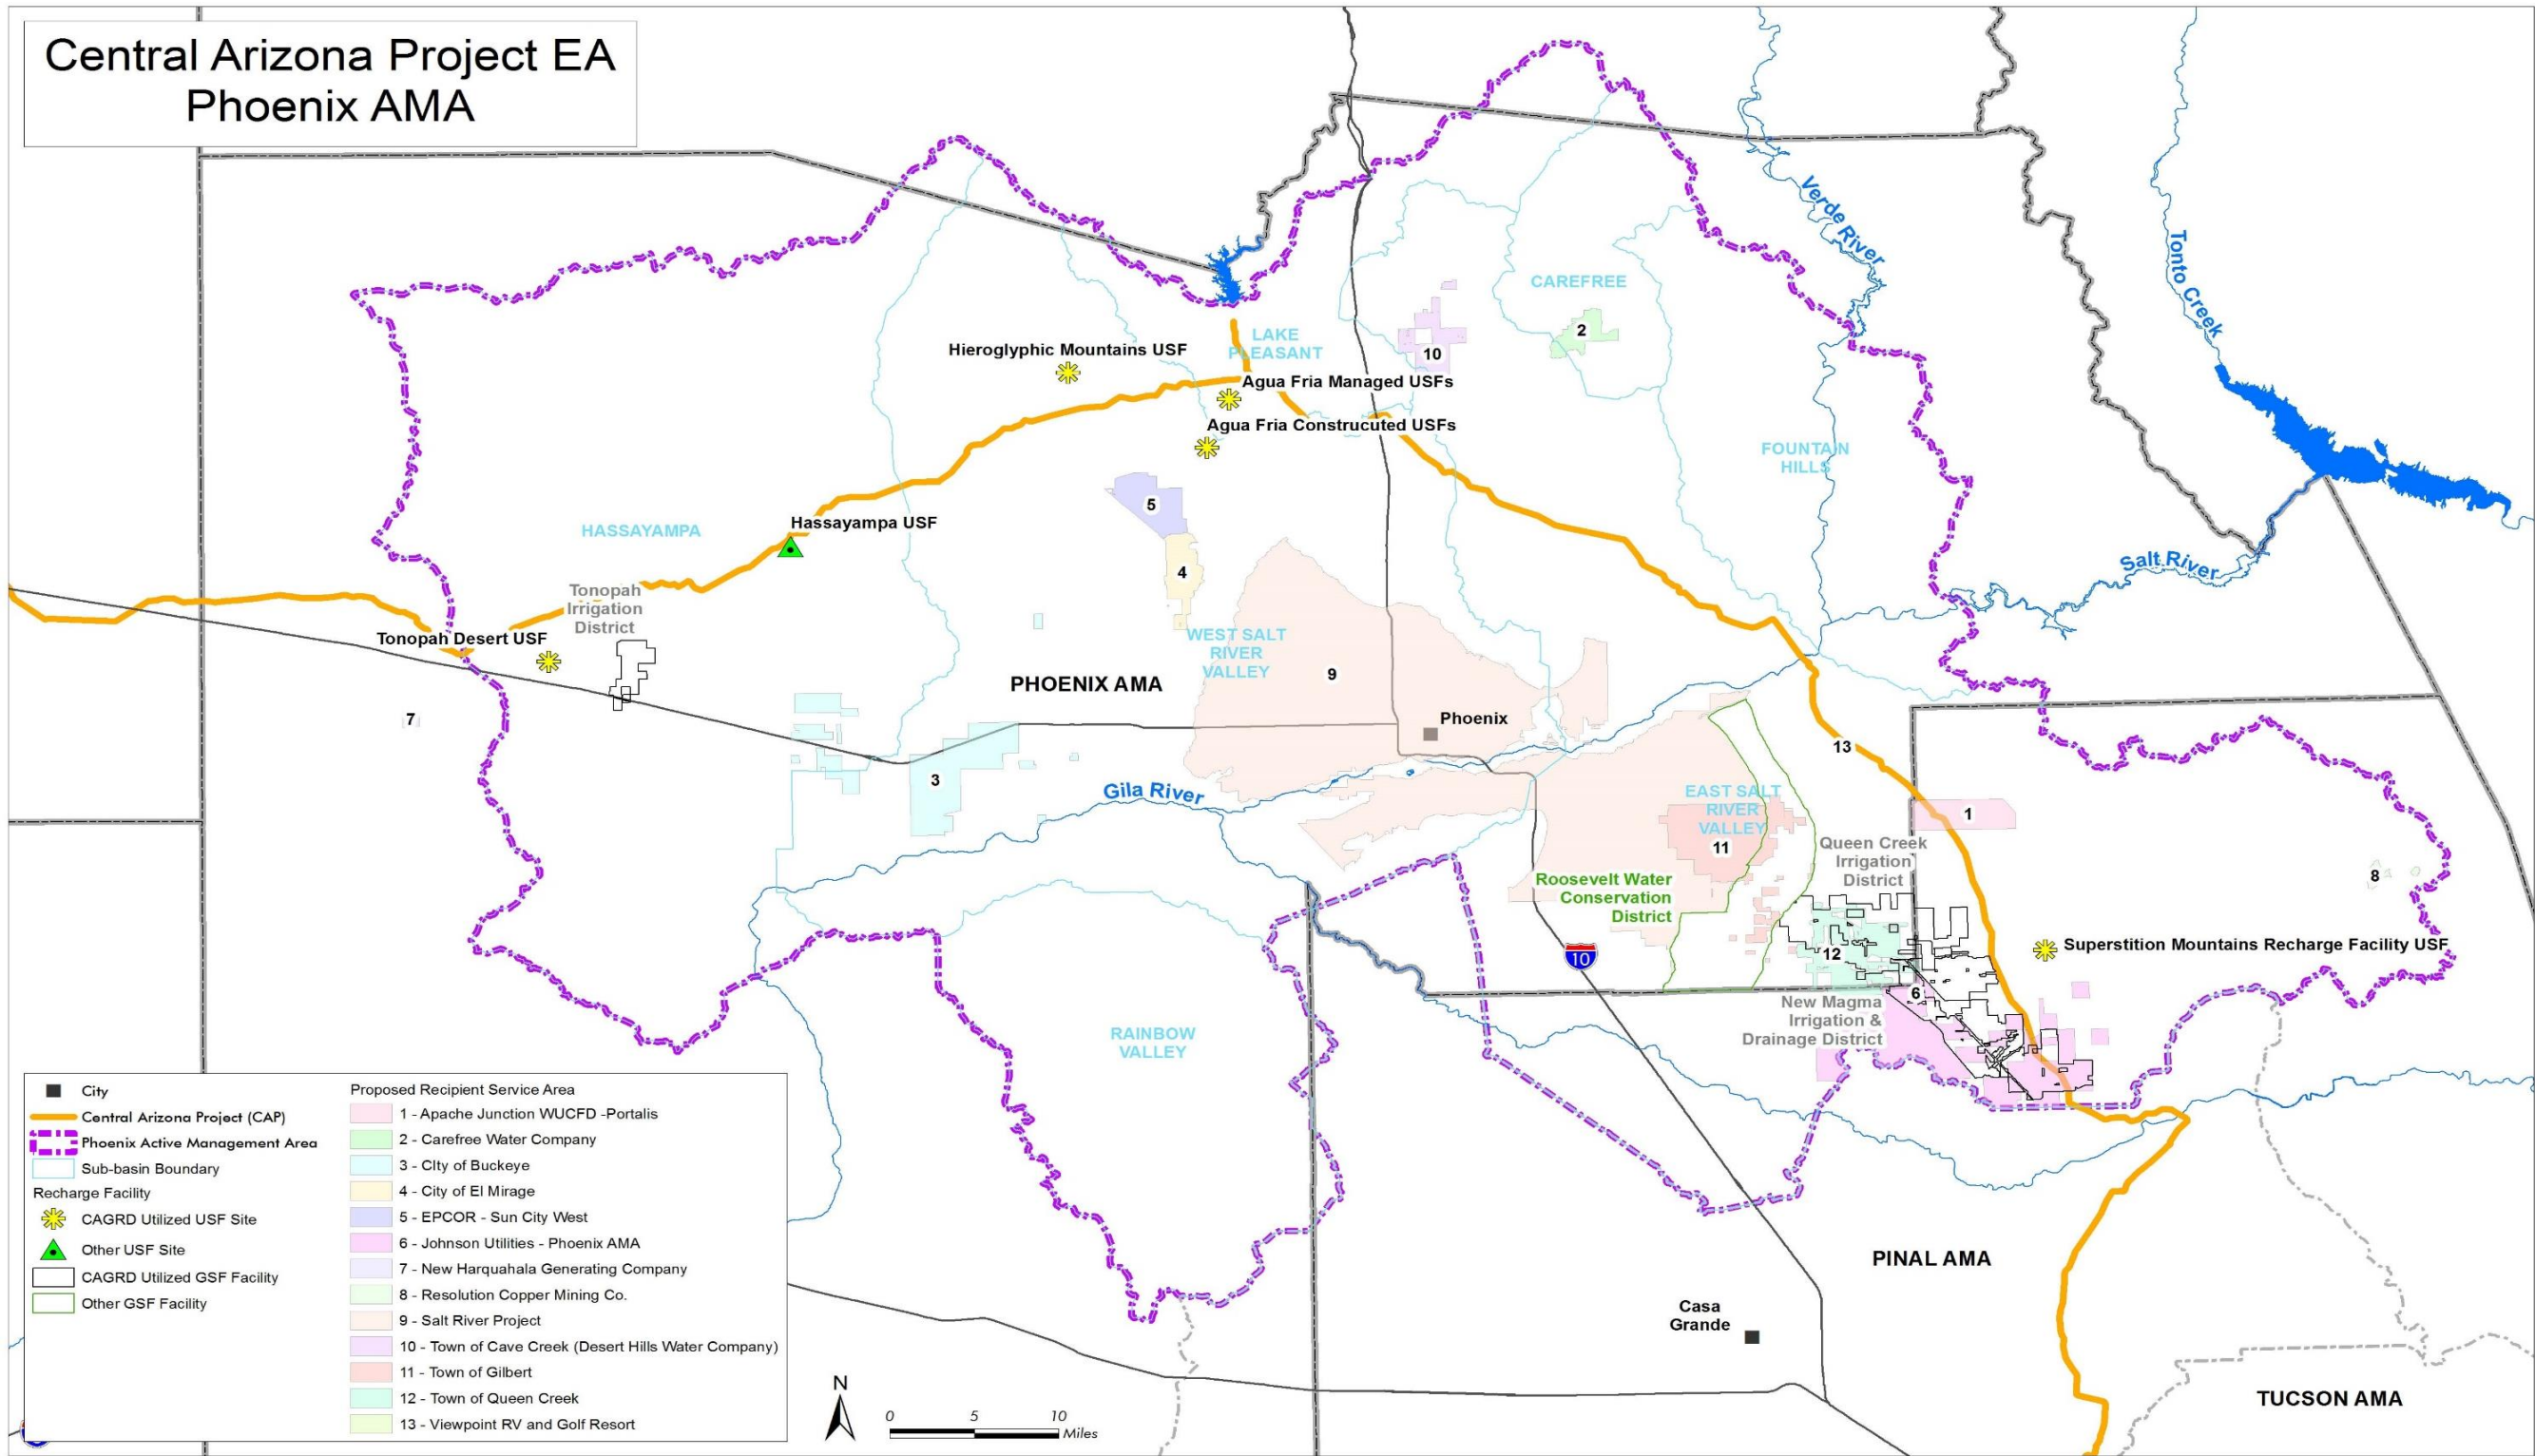 Central Arizona Project EA
Phoenix AMA
Verde River
Tonto Creek
CAREFREE
2
LAKE
PLEASANT
10
Hieroglyphic Mountains USF
Agua Fria Managed USFs
Agua Fria Construcuted USFs
FOUNTAIN
HILLS
5
Hassayampa USF
HASSAYAMPA
4
Salt River
Tonopah
Irrigation
District
Tonopah Desert USF
WEST SALT
RIVER
VALLEY
9
PHOENIX AMA
7
Phoenix
13
3
Gila River
EAST SALT
RIVER
VALLEY
1
11
Queen Creek
Irrigation
District
8
Roosevelt Water
Conservation
District
10
12
Superstition Mountains Recharge Facility USF
6
New Magma
Irrigation &
Drainage District
RAINBOW
VALLEY
PINAL AMA
Casa
Grande
TUCSON AMA
City
Central Arizona Project (CAP)
Phoenix Active Management Area
Sub-basin Boundary
Recharge Facility
CAGRD Utilized USF Site
Other USF Site
CAGRD Utilized GSF Facility
Other GSF Facility
Proposed Recipient Service Area
1 - Apache Junction WUCFD -Portalis
2 - Carefree Water Company
3 - CIty of Buckeye
4 - City of El Mirage
5 - EPCOR - Sun City West
6 - Johnson Utilities - Phoenix AMA
7 - New Harquahala Generating Company
8 - Resolution Copper Mining Co.
9 - Salt River Project
10 - Town of Cave Creek (Desert Hills Water Company)
11 - Town of Gilbert
12 - Town of Queen Creek
13 - Viewpoint RV and Golf Resort
N
0 5 10
Miles